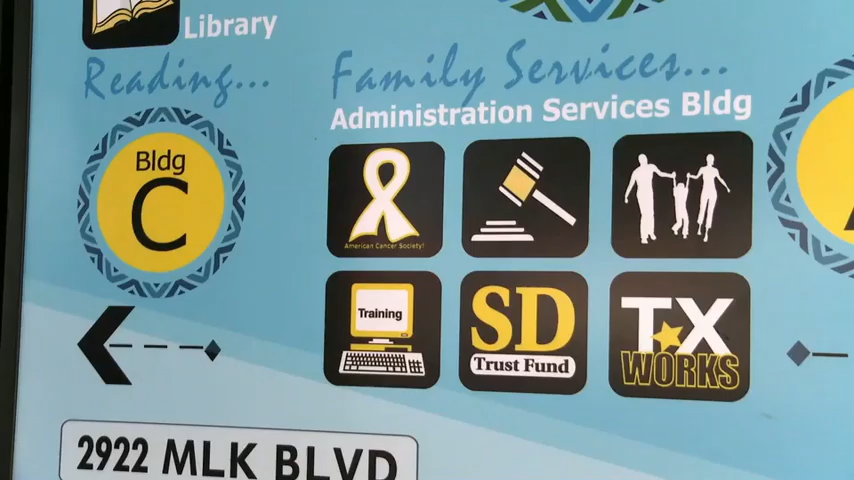 Library
Reading...
Family Services...
Administration Services Bldg
Bldg
C
American Cancer Society!
Training
SD
Trust Fund
TX
WORKS
2922 MLK BLVD